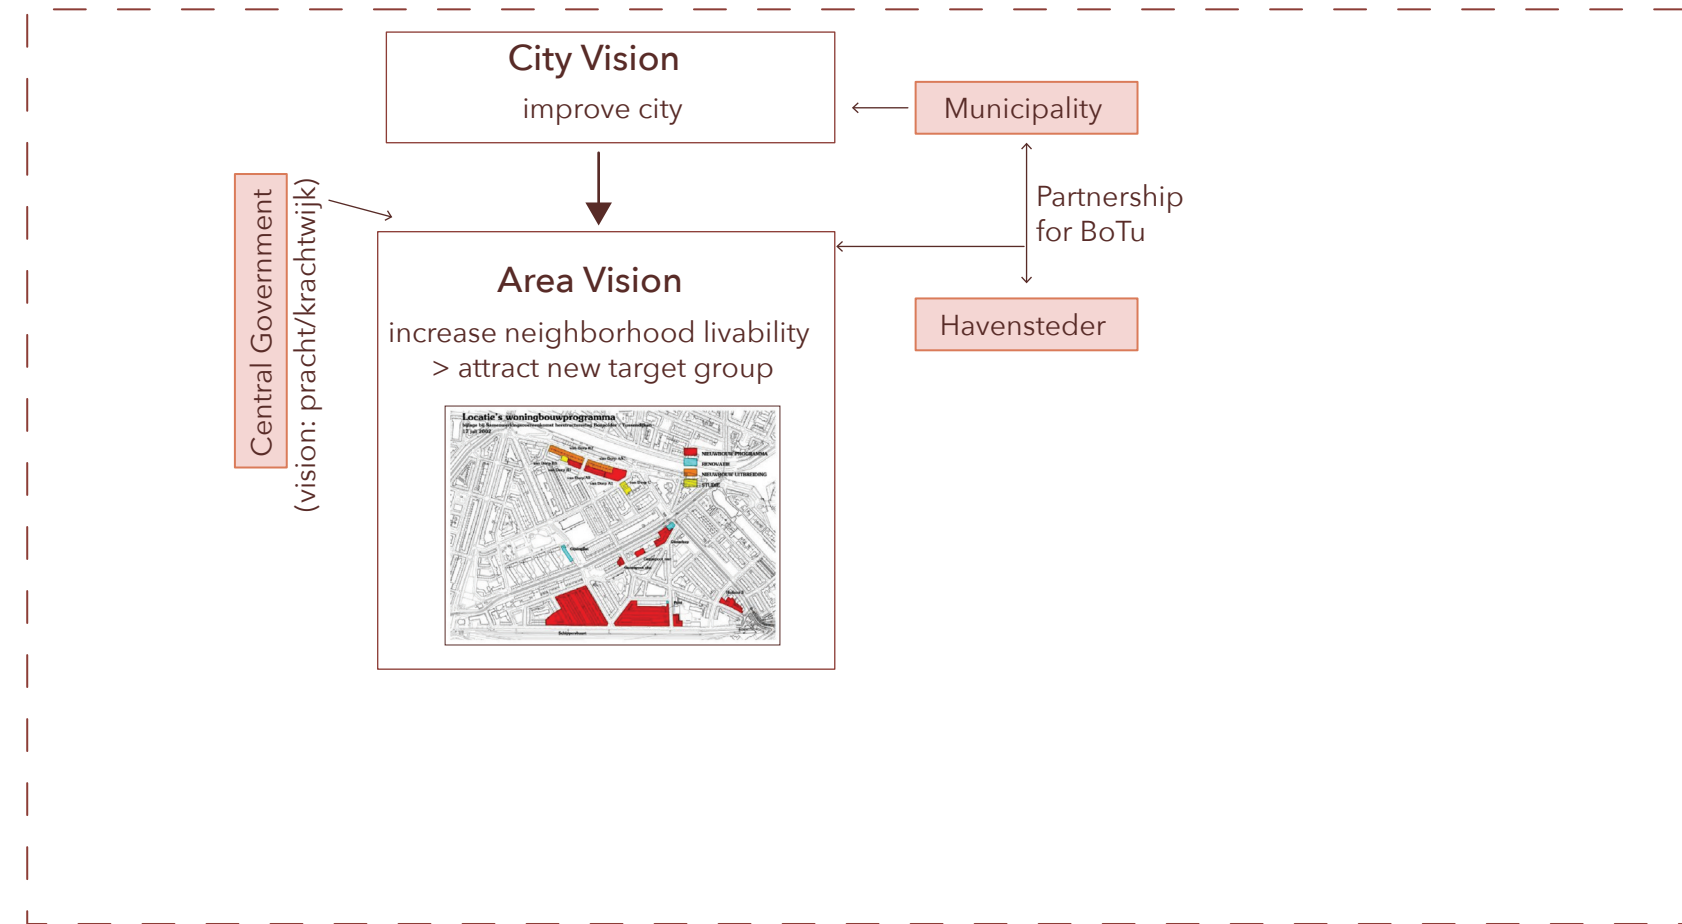 City Vision
improve city
Municipality
Central Government
(vision: pracht/krachtwijk)
Partnership
for BoTu
Area Vision
increase neighborhood livability
> attract new target group
Havensteder
Locatie's woningbouwprogramma
NIEUWBOUW PROGRAMMA
RENOVATIE
NIEUWBOUW UITBREIDING
STUDIE